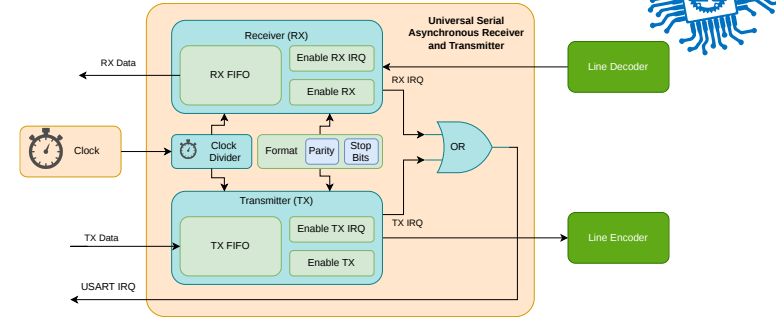 Universal Serial
Asynchronous Receiver
and Transmitter
Receiver (RX)
RX FIFO
Enable RX IRQ
Enable RX
RX Data
RX IRQ
Line Decoder
Clock
Clock
Divider
Format
Parity
Stop
Bits
OR
Transmitter (TX)
TX FIFO
Enable TX IRQ
Enable TX
TX Data
TX IRQ
Line Encoder
USART IRQ